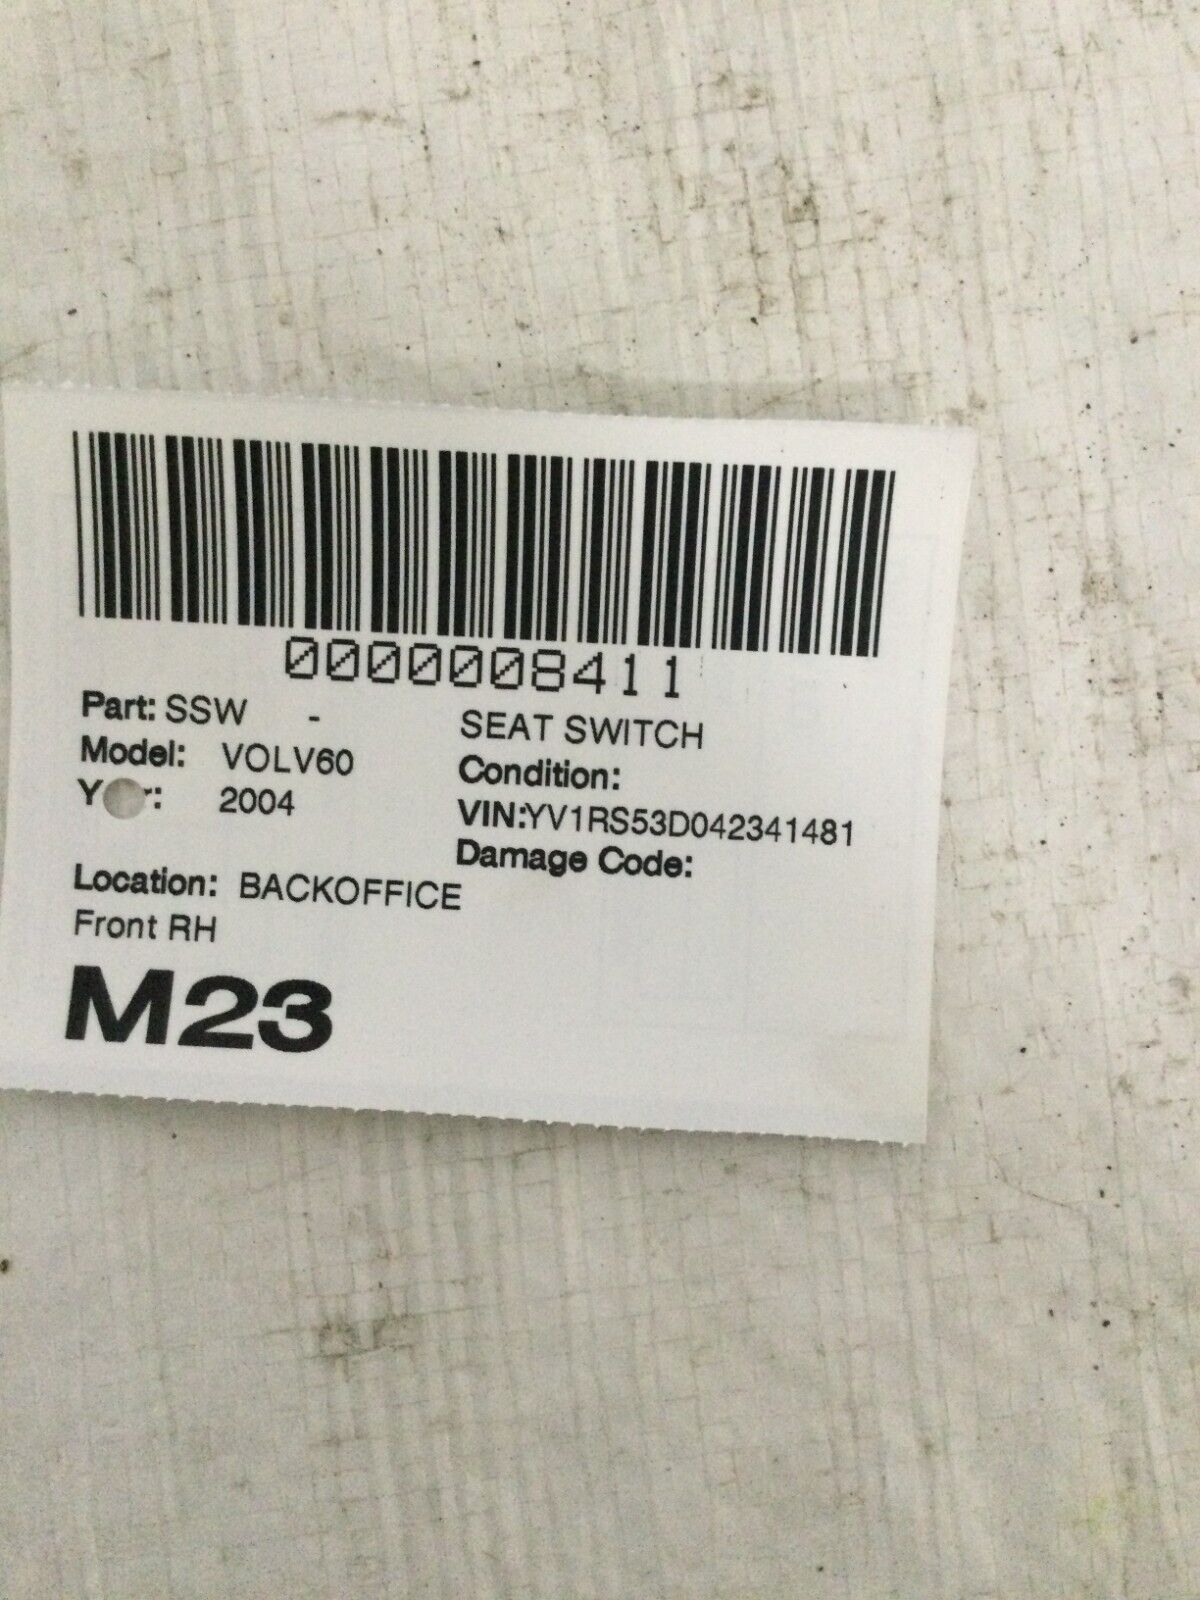 0000008411
Part: SSW - SEAT SWITCH
Model: VOLV60 Condition:
Y r: 2004 VIN:YV1RS53D042341481
Damage Code:
Location: BACKOFFICE
Front RH
M23